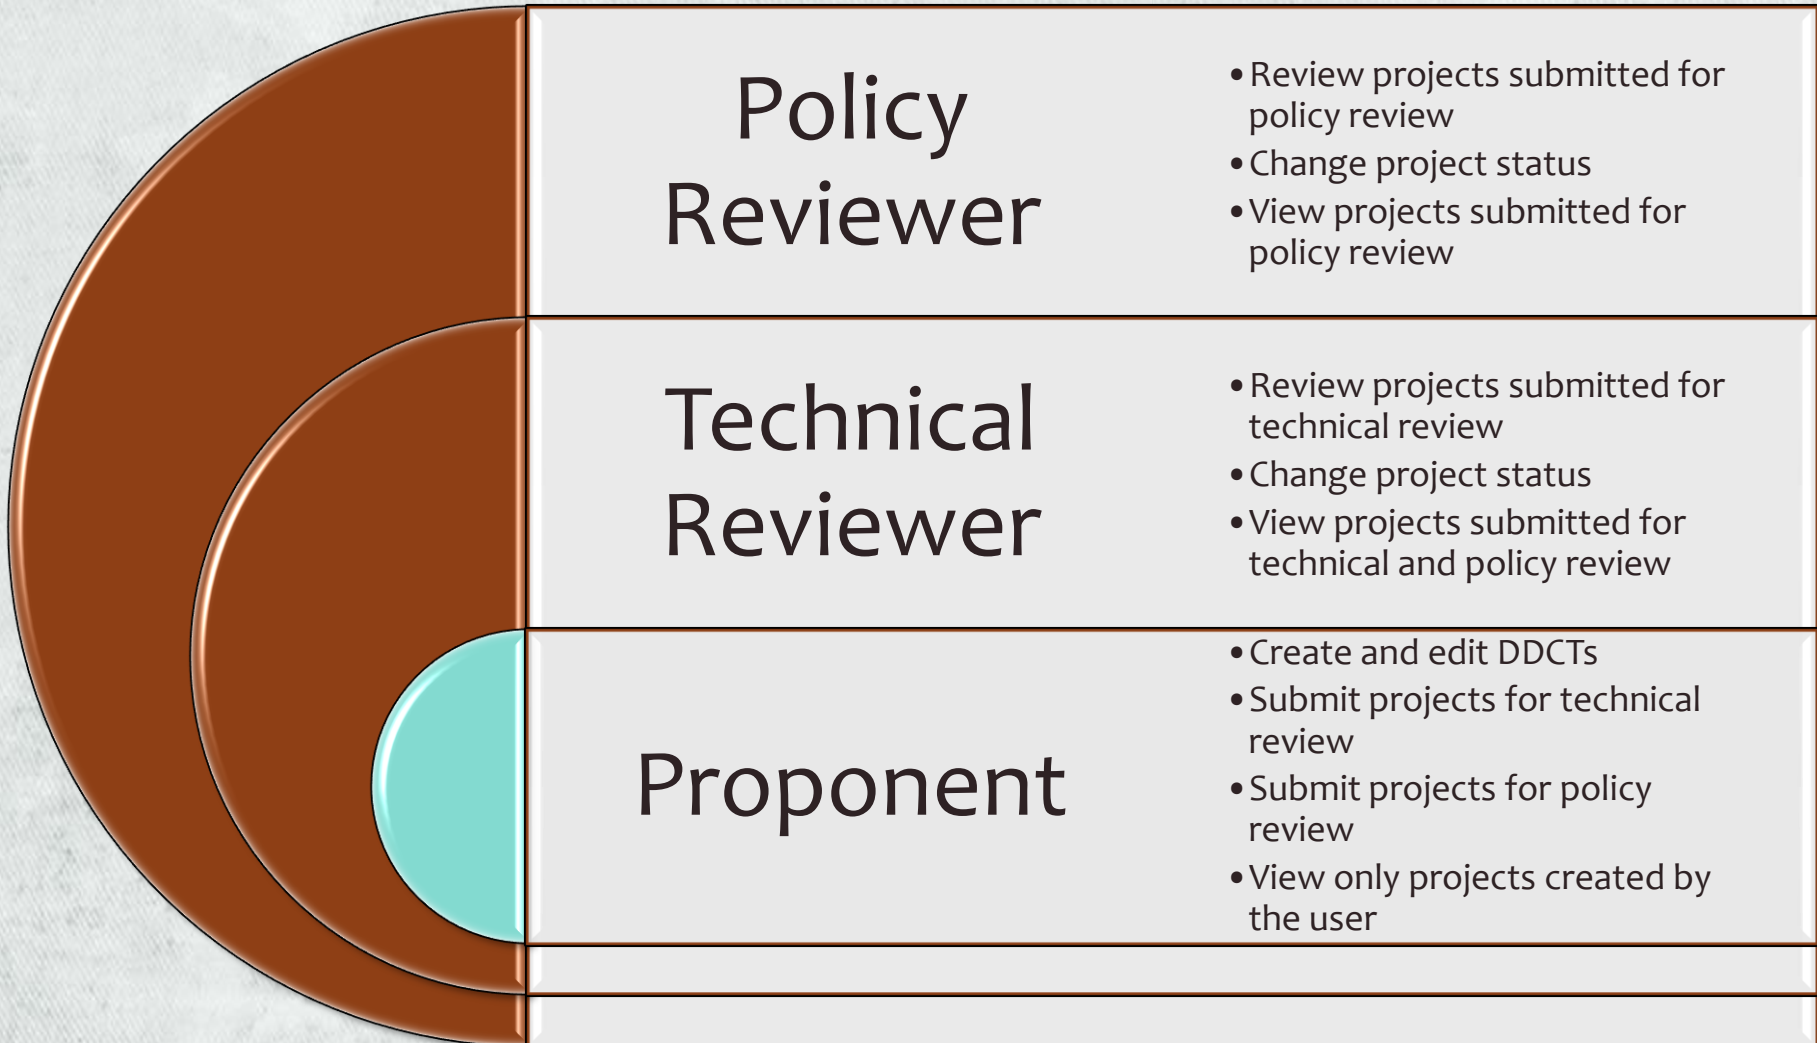 Policy
Reviewer
•Review projects submitted for
policy review
•Change project status
•View projects submitted for
policy review
Technical
Reviewer
•Review projects submitted for
technical review
•Change project status
•View projects submitted for
technical and policy review
Proponent
•Create and edit DDCTs
•Submit projects for technical
review
•Submit projects for policy
review
•View only projects created by
the user